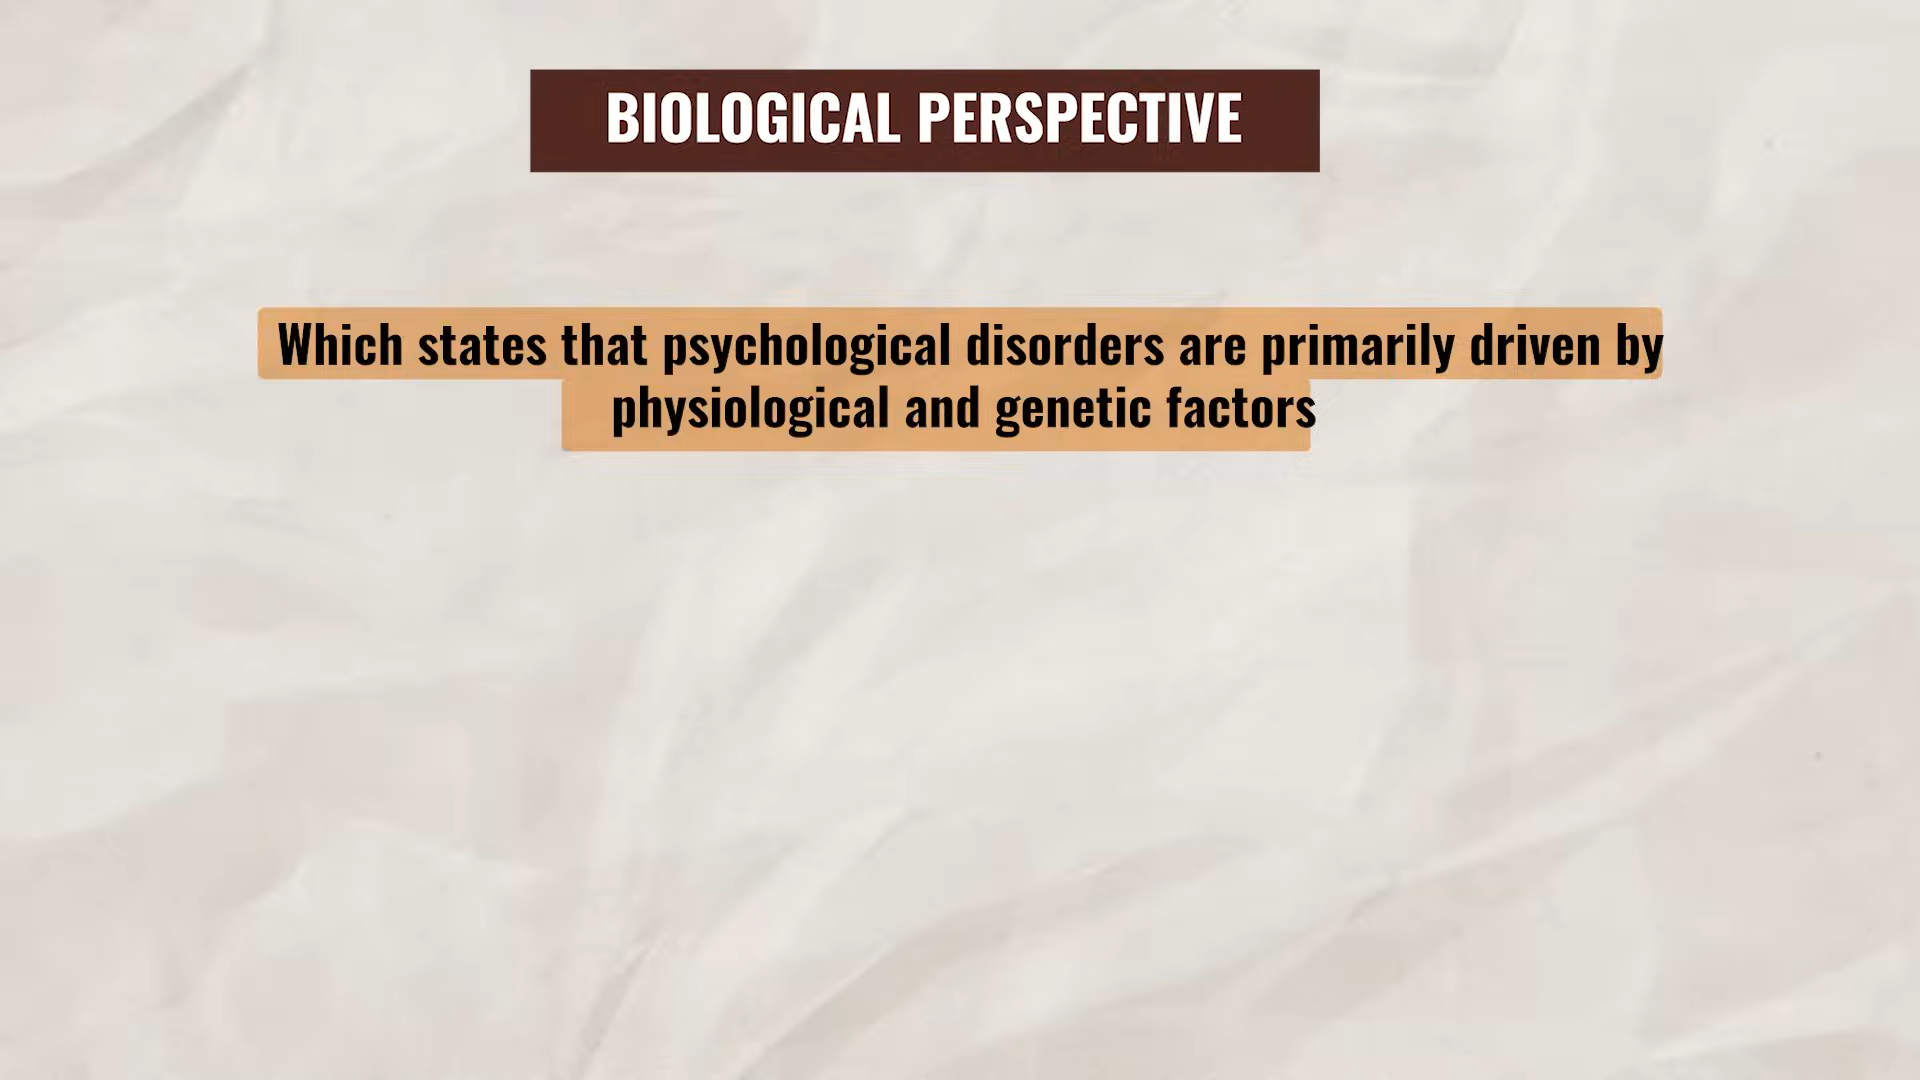 BIOLOGICAL PERSPECTIVE
Which states that psychological disorders are primarily driven by
physiological and genetic factors